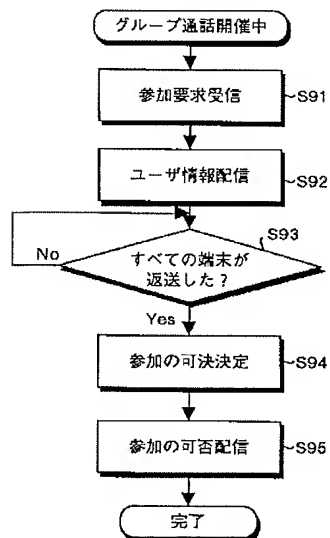 グループ通話開催中
参加要求受信
S91
ユーザ情報配信
S92
S93
すべての端末が
返送した？
No
Yes
参加の可決決定
S94
参加の可否配信
S95
完了